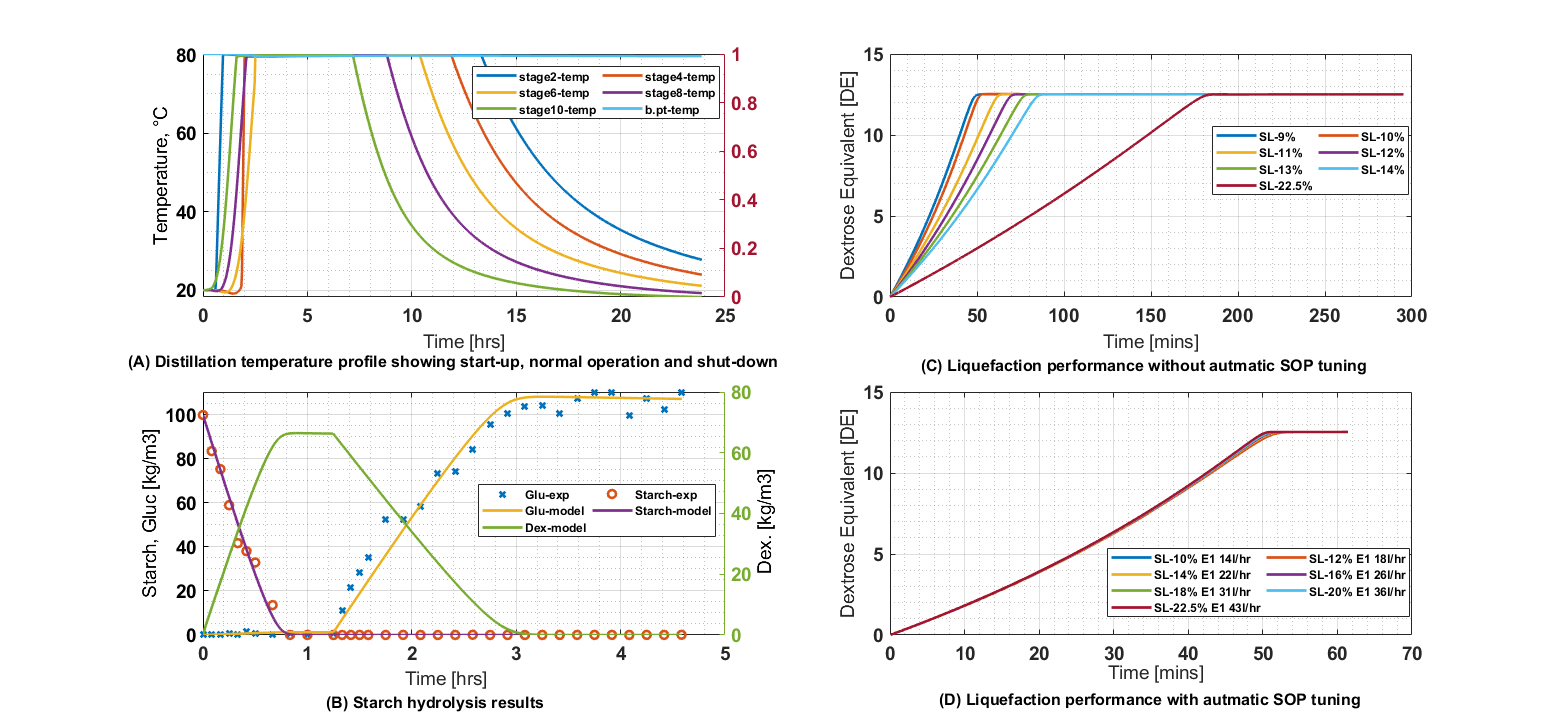 80
60
40
20
1
0.8
0.6
0.4
0.2
0
Temperature, °C
stage2-temp stage4-temp
stage6-temp stage8-temp
stage10-temp b.pt-temp
0 5 10 15 20 25
Time [hrs]
(A) Distillation temperature profile showing start-up, normal operation and shut-down
15
10
5
0
Dextrose Equivalent [DE]
SL-9% SL-10%
SL-11% SL-12%
SL-13% SL-14%
SL-22.5%
0 50 100 150 200 250 300
Time [mins]
(C) Liquefaction performance without autmatic SOP tuning
100
80
60
40
20
0
Starch, Gluc [kg/m3]
80
60
40
20
0
Dex. [kg/m3]
Glu-exp Starch-exp
Glu-model Starch-model
Dex-model
0 1 2 3 4 5
Time [hrs]
(B) Starch hydolysis results
15
10
5
0
Dextrose Equivalent [DE]
SL-10% E1 14l/hr SL-12% E1 18l/hr
SL-14% E1 22l/hr SL-16% E1 26l/hr
SL-18% E1 31l/hr SL-20% E1 36l/hr
SL-22.5% E1 43l/hr
0 10 20 30 40 50 60 70
Time [mins]
(D) Liquefaction performance with autmatic SOP tuning